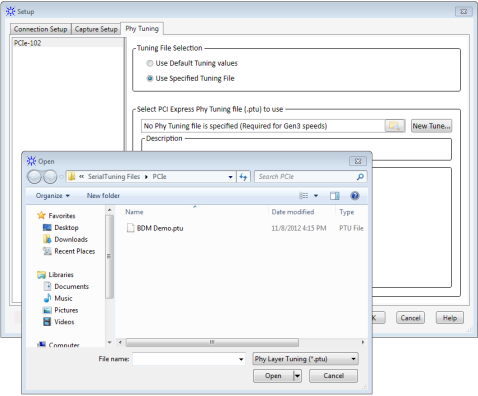 Setup
Connection Setup Capture Setup Phy Tuning
PCIe-102
Tuning File Selection
Use Default Tuning values
Use Specified Tuning File
Select PCI Express Phy Tuning file (.ptu) to use
No Phy Tuning file is specified (Required for Gen3 speeds)
New Tune...
Description
Open
« SerialTuning Files PCIe
Search PCIe
Organize New folder
Name Date modified Type
Favorites
Desktop
Downloads
Recent Places
Libraries
Documents
Music
Pictures
Videos
Computer
BDM Demo.ptu 11/8/2012 4:15 PM PTU File
File name:
Phy Layer Tuning (*.ptu)
Open Cancel
K Cancel Help